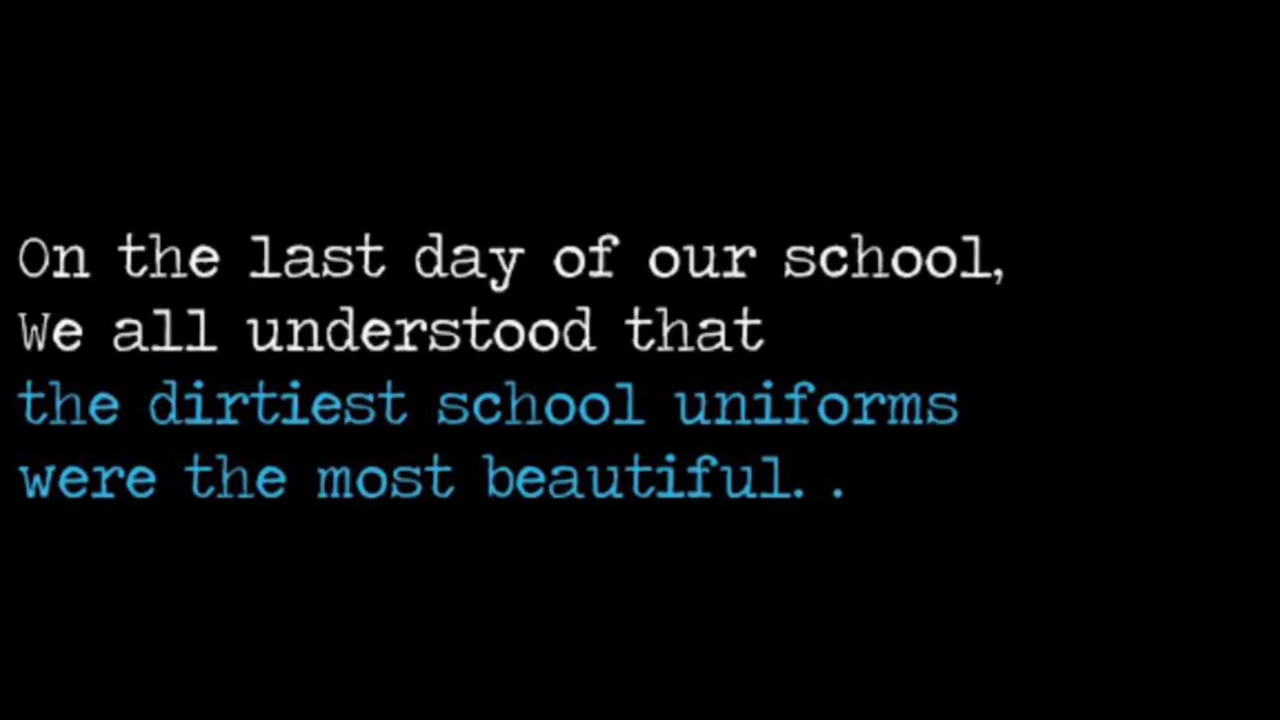 On the last day of our school,
We all understood that
the dirtiest school uniforms
were the most beautiful. .